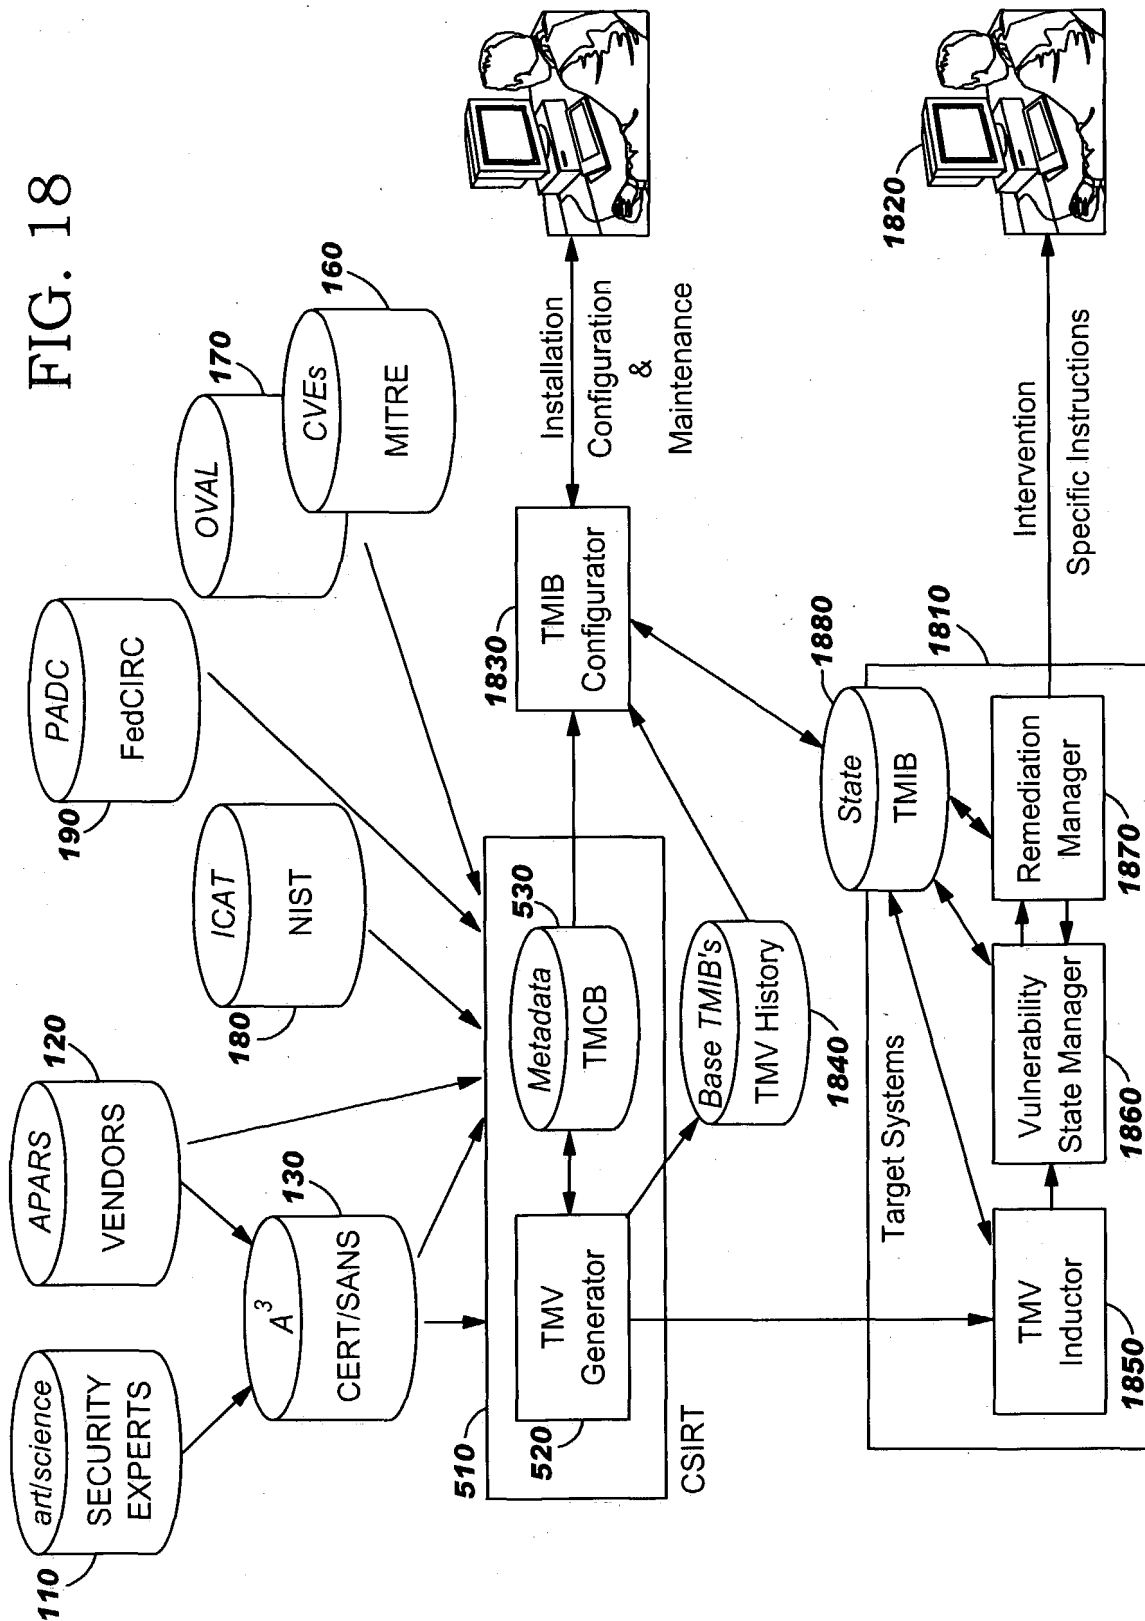 FIG. 18
110
art/science
SECURITY
EXPERTS
120
APARS
VENDORS
190
PADC
FedCIRC
170
OVAL
160
CVEs
MITRE
180
ICAT
NIST
130
A³
CERT/SANS
510
520
TMV
Generator
530
Metadata
TMCB
CSIRT
1830
TMIB
Configurator
Installation
Configuration
&
Maintenance
Base TMIB's
TMV History
1840
Target Systems
State
TMIB
1880
1810
TMV
Inductor
1850
Vulnerability
State Manager
1860
Remediation
Manager
1870
Intervention
Specific Instructions
1820